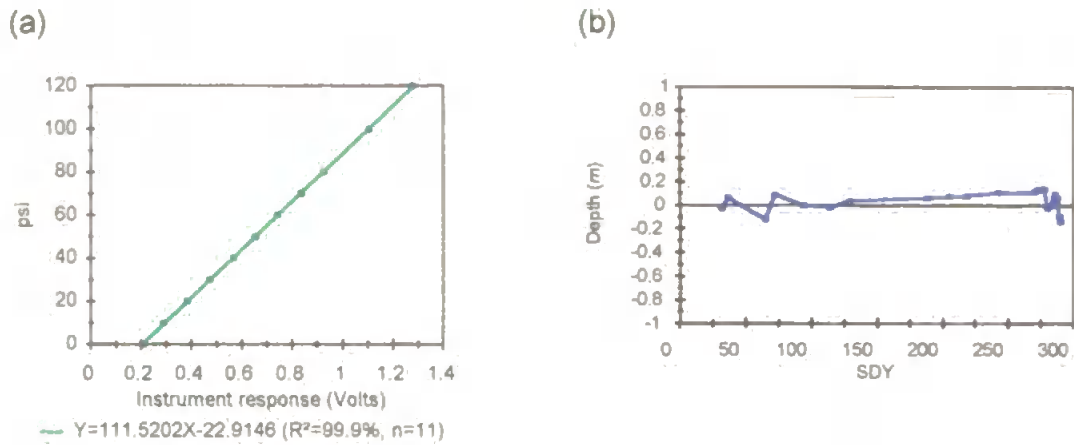 (a)
(b)
psi
120
100
80
60
40
20
0
0 0.2 0.4 0.6 0.8 1 1.2 1.4
Instrument response (Volts)
Y=111.5202X-22.9146 (R²=99.9%, n=11)
Depth (m)
1
0.8
0.6
0.4
0.2
0
-0.2
-0.4
-0.6
-0.8
-1
0 50 100 150 200 250 300
SDY